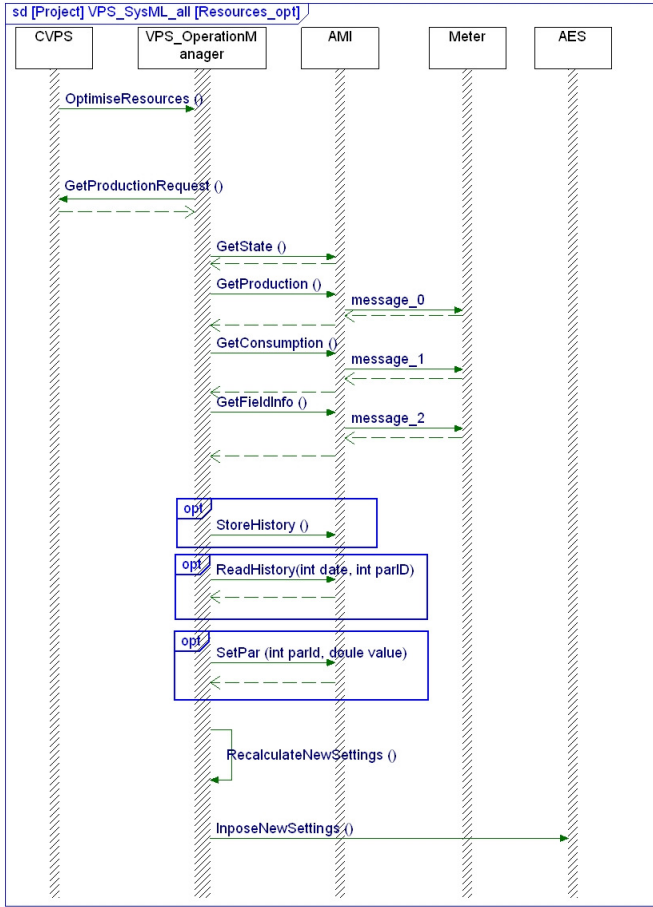 sd [Project] VPS_SysML_all [Resources_opt]
CVPS
VPS_OperationM
anager
AMI
Meter
AES
OptimiseResources ()
GetProductionRequest ()
GetState ()
GetProduction ()
message_0
GetConsumption ()
message_1
GetFieldInfo ()
message_2
opt
StoreHistory ()
opt
ReadHistory(int date, int parID)
opt
SetPar (int parId, doule value)
RecalculateNewSettings ()
InposeNewSettings ()